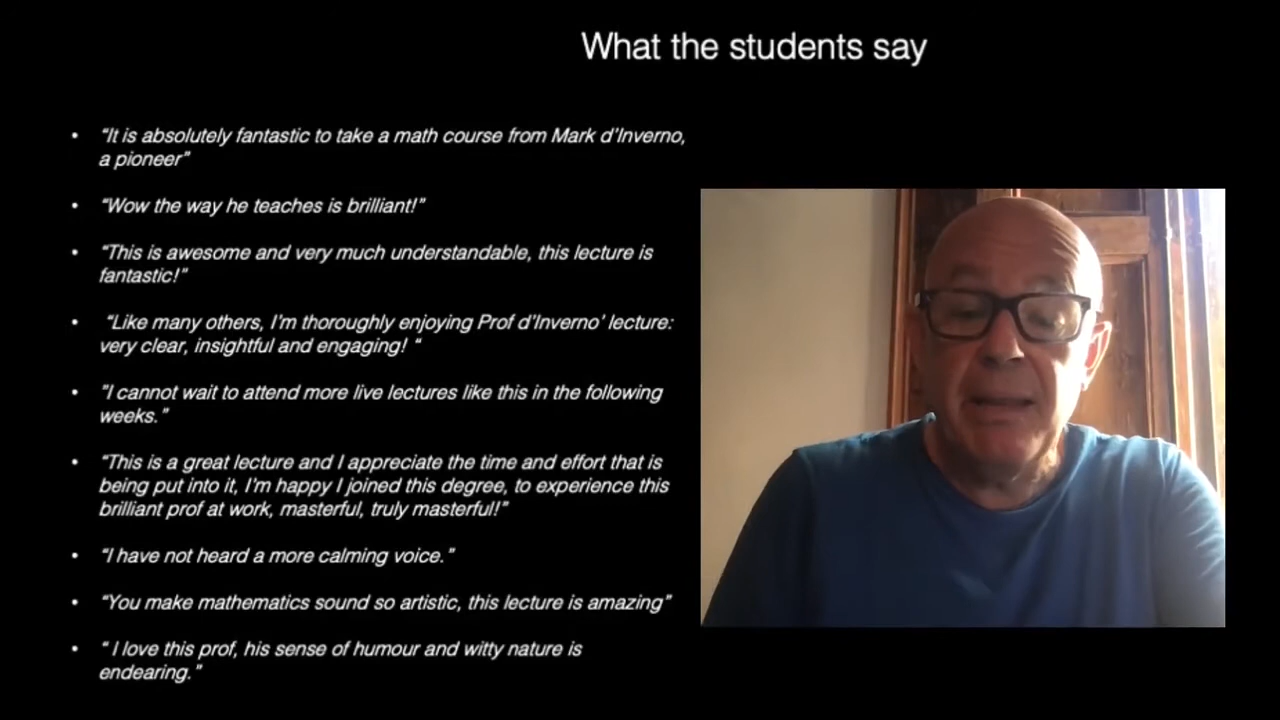 What the students say
• "It is absolutely fantastic to take a math course from Mark d'Inverno,
a pioneer"
• "Wow the way he teaches is brilliant!"
• "This is awesome and very much understandable, this lecture is
fantastic!"
• "Like many others, I'm thoroughly enjoying Prof d'Inverno' lecture:
very clear, insightful and engaging! "
• "I cannot wait to attend more live lectures like this in the following
weeks."
• "This is a great lecture and I appreciate the time and effort that is
being put into it, I'm happy I joined this degree, to experience this
brilliant prof at work, masterful, truly masterful!"
• "I have not heard a more calming voice."
• "You make mathematics sound so artistic, this lecture is amazing"
• " I love this prof, his sense of humour and witty nature is
endearing."